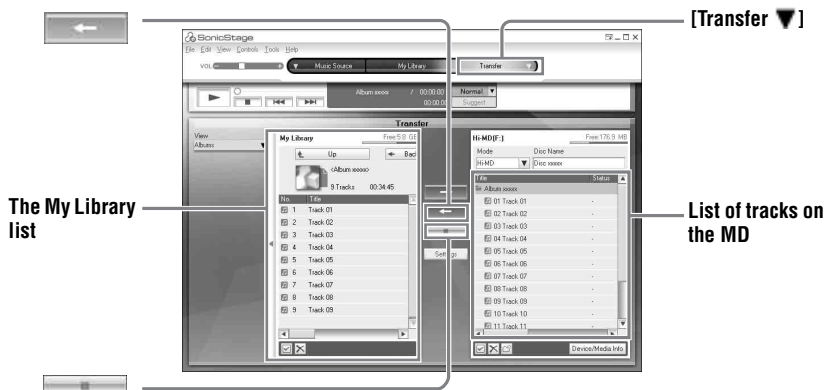 [Transfer ▼]
SonicStage
File Edit View Controls Tools Help
VOL
Music Source
My Library
Transfer
Album xxxxx / 00:00:00
00:00:00
Normal
Suggest
Transfer
View
Albums
My Library
Free:5.8 GB
Up
Back
<Album xxxxx>
9 Tracks 00:34:45
No. Title
1 Track 01
2 Track 02
3 Track 03
4 Track 04
5 Track 05
6 Track 06
7 Track 07
8 Track 08
9 Track 09
Settings
Hi-MD[F:]
Free:176.9 MB
Mode
Disc Name
Hi-MD
Disc xxxxx
Title
Status
Album xxxxx
01 Track 01 -
02 Track 02 -
03 Track 03 -
04 Track 04 -
05 Track 05 -
06 Track 06 -
07 Track 07 -
08 Track 08 -
09 Track 09 -
10 Track 10 -
11 Track 11 -
Device/Media Info.
The My Library
list
List of tracks on
the MD